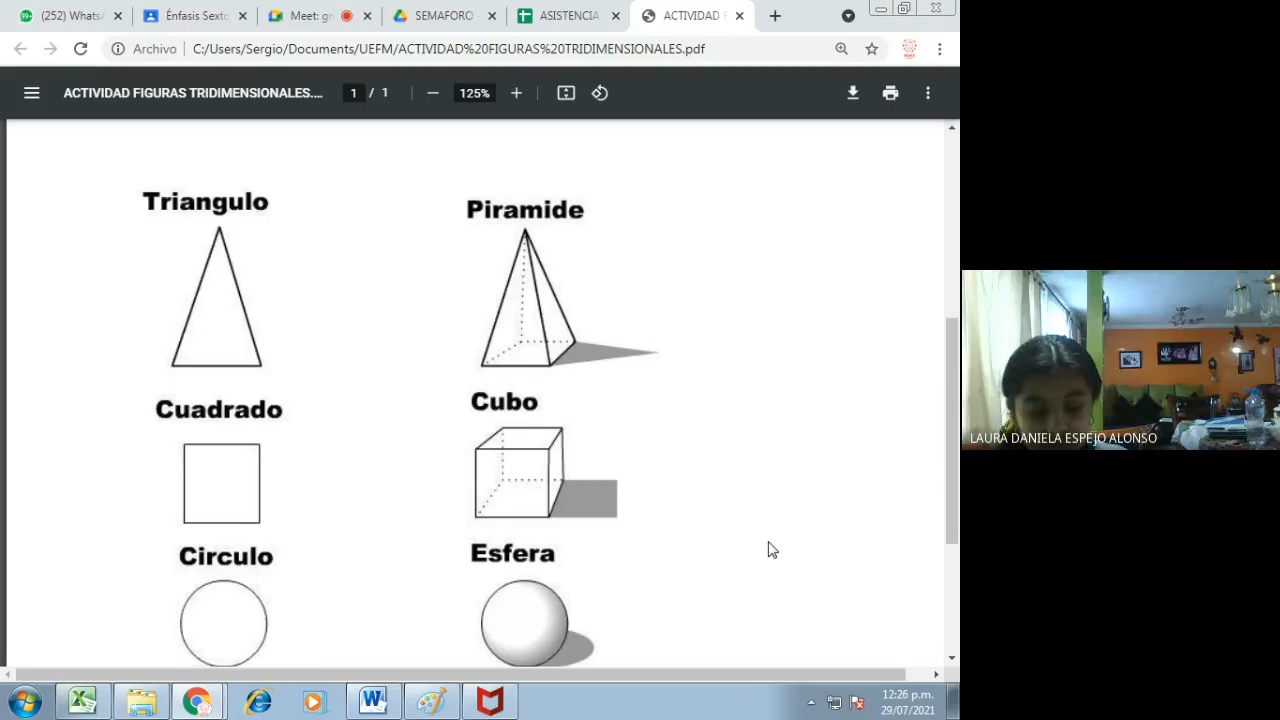 (252) Whats
Énfasis Sexto
Meet: gr
SEMAFORO
ASISTENCIA
ACTIVIDAD
Archivo | C:/Users/Sergio/Documents/UEFM/ACTIVIDAD%20FIGURAS%20TRIDIMENSIONALES.pdf
ACTIVIDAD FIGURAS TRIDIMENSIONALES.... 1 / 1 125%
Triangulo
Piramide
Cuadrado
Cubo
Circulo
Esfera
LAURA DANIELA ESPEJO ALONSO
12:26 p.m.
29/07/2021